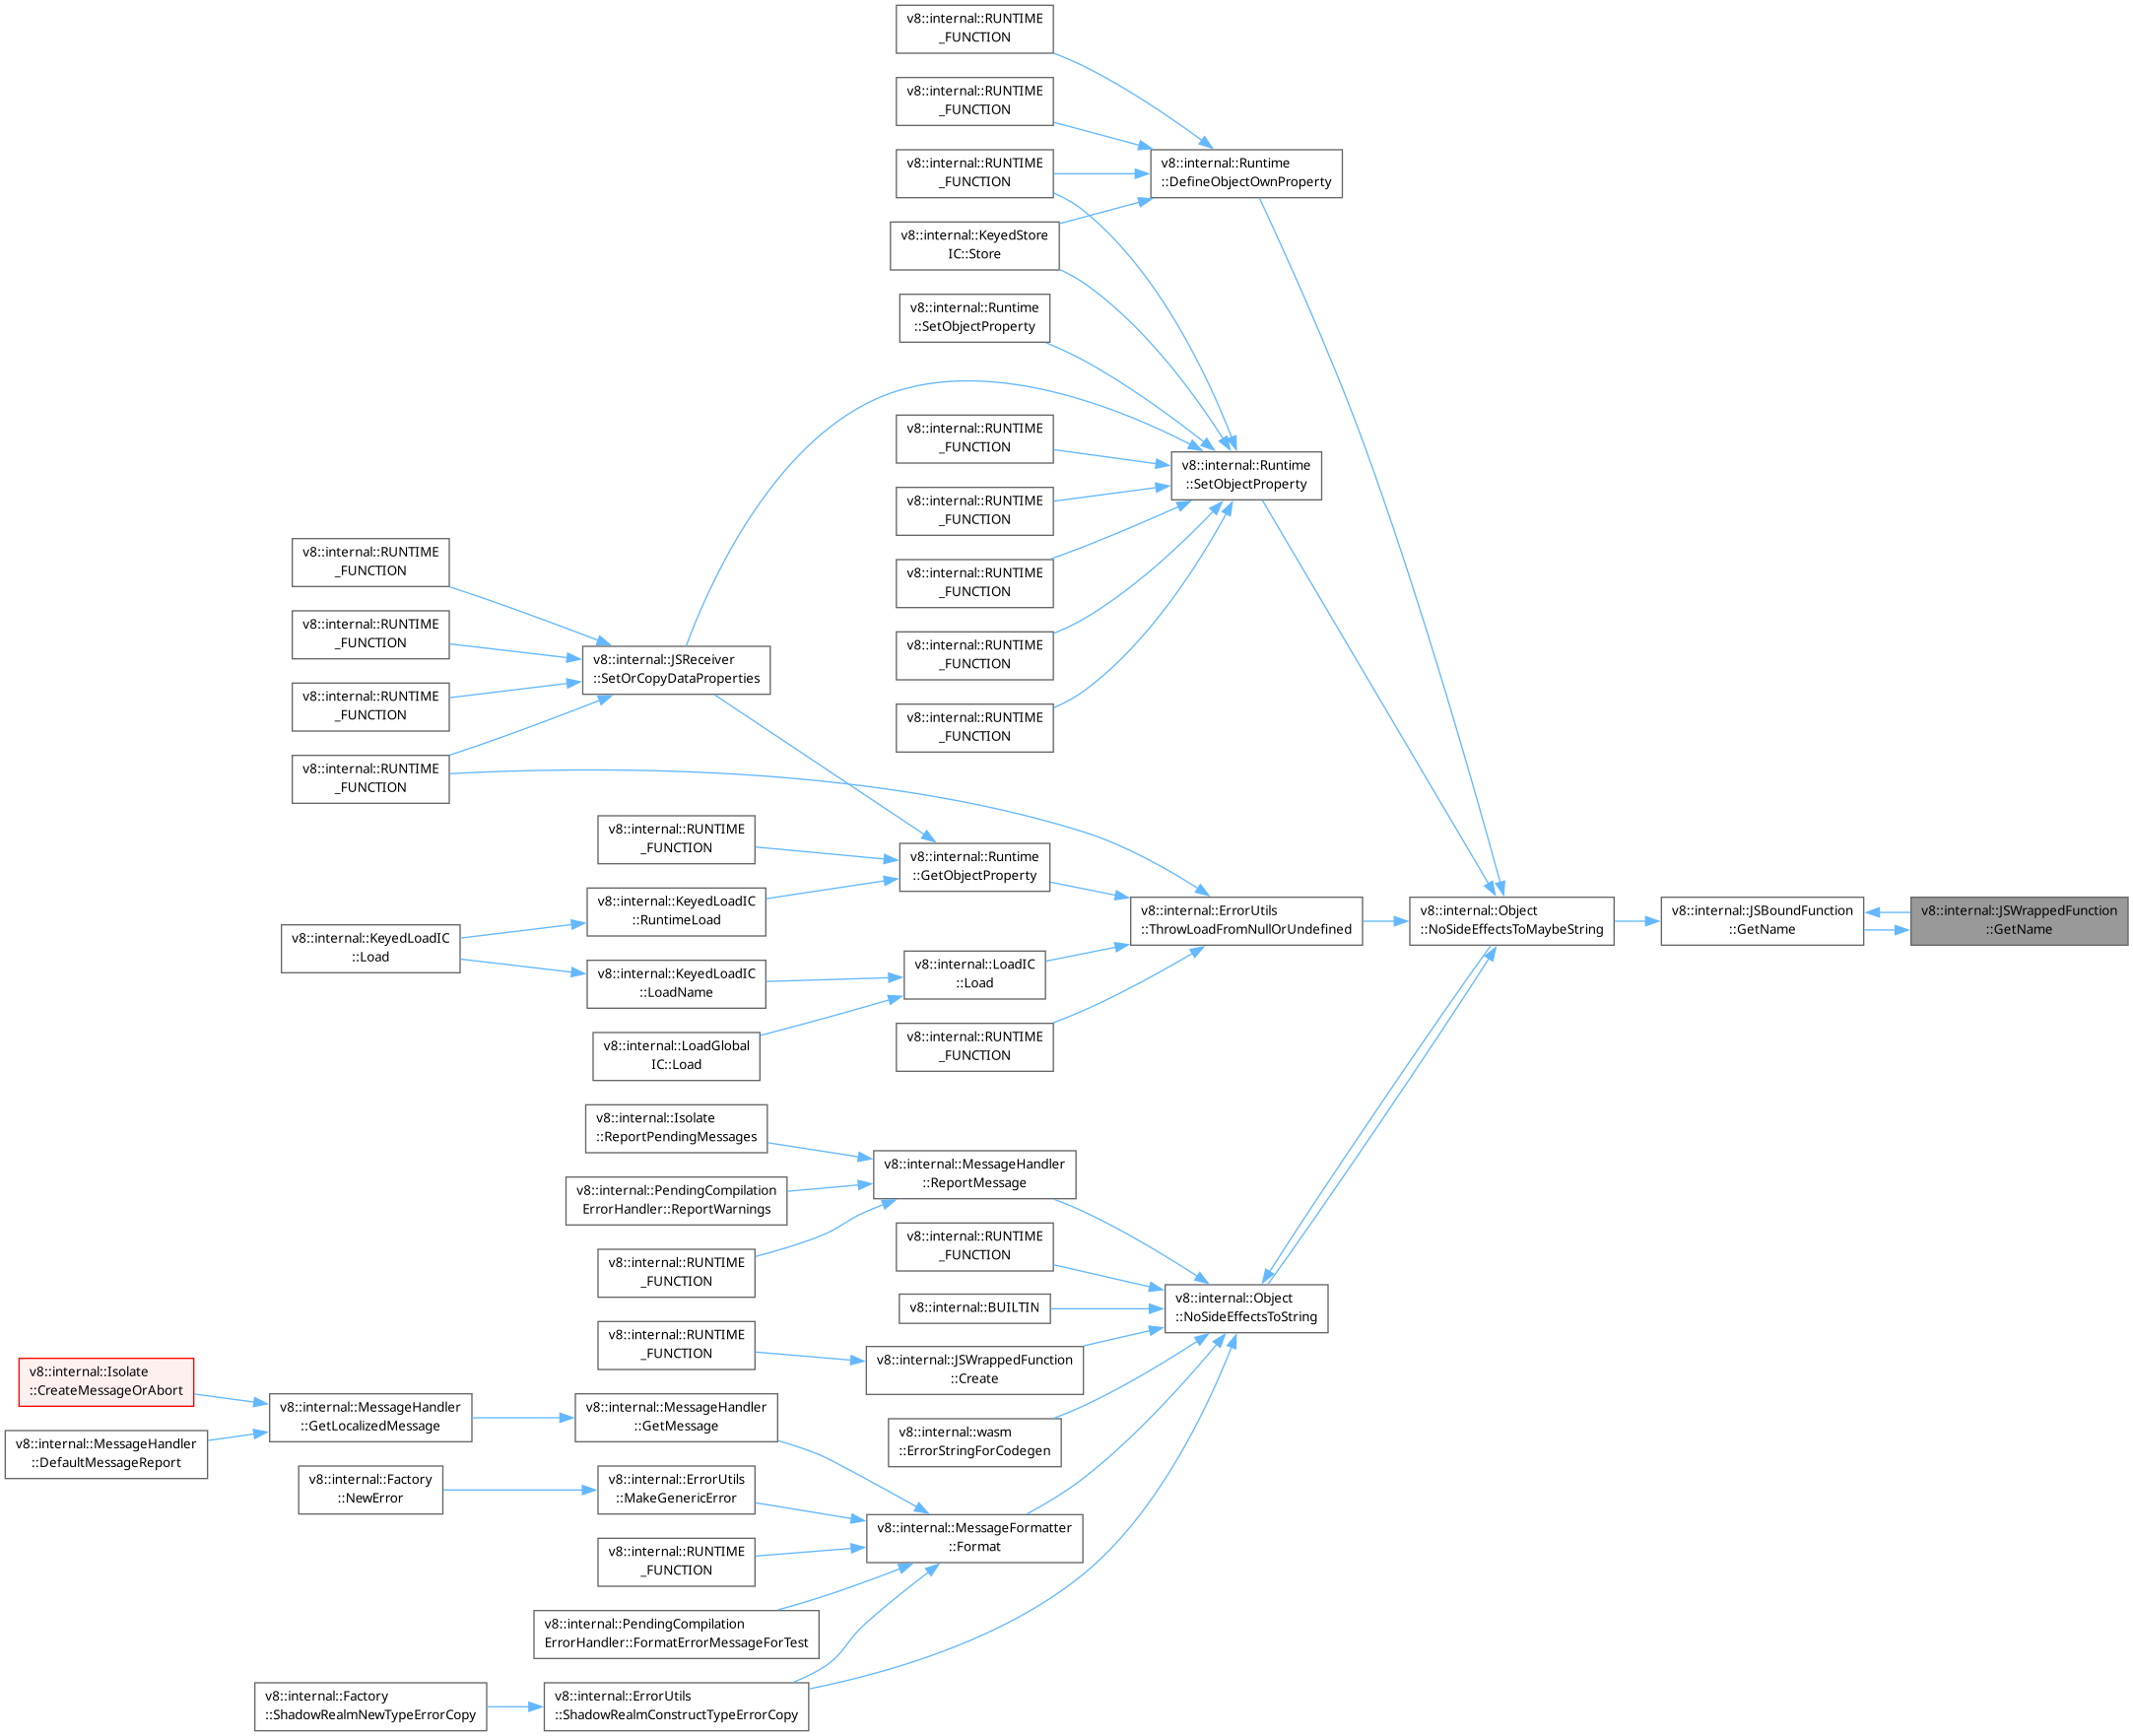 v8::internal::RUNTIME
_FUNCTION
v8::internal::RUNTIME
_FUNCTION
v8::internal::RUNTIME
_FUNCTION
v8::internal::Runtime
::DefineObjectOwnProperty
v8::internal::KeyedStore
IC::Store
v8::internal::Runtime
::SetObjectProperty
v8::internal::RUNTIME
_FUNCTION
v8::internal::Runtime
::SetObjectProperty
v8::internal::RUNTIME
_FUNCTION
v8::internal::RUNTIME
_FUNCTION
v8::internal::RUNTIME
_FUNCTION
v8::internal::RUNTIME
_FUNCTION
v8::internal::RUNTIME
_FUNCTION
v8::internal::RUNTIME
_FUNCTION
v8::internal::JSReceiver
::SetOrCopyDataProperties
v8::internal::RUNTIME
_FUNCTION
v8::internal::RUNTIME
_FUNCTION
v8::internal::RUNTIME
_FUNCTION
v8::internal::RUNTIME
_FUNCTION
v8::internal::Runtime
::GetObjectProperty
v8::internal::KeyedLoadIC
::RuntimeLoad
v8::internal::ErrorUtils
::ThrowLoadFromNullOrUndefined
v8::internal::Object
::NoSideEffectsToMaybeString
v8::internal::JSBoundFunction
::GetName
v8::internal::JSWrappedFunction
::GetName
v8::internal::KeyedLoadIC
::Load
v8::internal::KeyedLoadIC
::LoadName
v8::internal::LoadIC
::Load
v8::internal::LoadGlobal
IC::Load
v8::internal::RUNTIME
_FUNCTION
v8::internal::Isolate
::ReportPendingMessages
v8::internal::MessageHandler
::ReportMessage
v8::internal::PendingCompilation
ErrorHandler::ReportWarnings
v8::internal::RUNTIME
_FUNCTION
v8::internal::RUNTIME
_FUNCTION
v8::internal::Object
::NoSideEffectsToString
v8::internal::BUILTIN
v8::internal::RUNTIME
_FUNCTION
v8::internal::JSWrappedFunction
::Create
v8::internal::Isolate
::CreateMessageOrAbort
v8::internal::MessageHandler
::GetLocalizedMessage
v8::internal::MessageHandler
::GetMessage
v8::internal::wasm
::ErrorStringForCodegen
v8::internal::MessageHandler
::DefaultMessageReport
v8::internal::Factory
::NewError
v8::internal::ErrorUtils
::MakeGenericError
v8::internal::MessageFormatter
::Format
v8::internal::RUNTIME
_FUNCTION
v8::internal::PendingCompilation
ErrorHandler::FormatErrorMessageForTest
v8::internal::Factory
::ShadowRealmNewTypeErrorCopy
v8::internal::ErrorUtils
::ShadowRealmConstructTypeErrorCopy